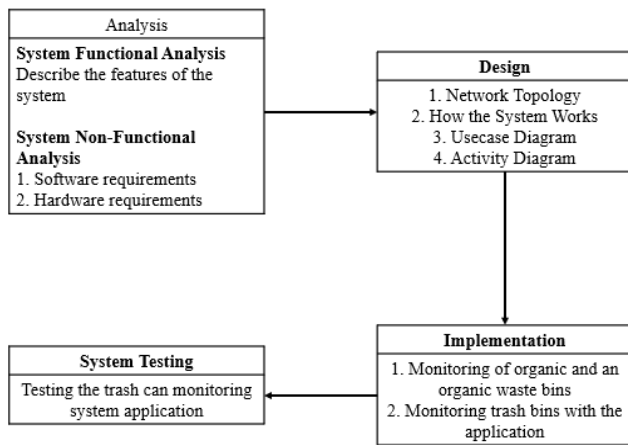 Analysis
System Functional Analysis
Describe the features of the
system
System Non-Functional
Analysis
1. Software requirements
2. Hardware requirements
Design
1. Network Topology
2. How the System Works
3. Usecase Diagram
4. Activity Diagram
Implementation
1. Monitoring of organic and an
organic waste bins
2. Monitoring trash bins with the
application
System Testing
Testing the trash can monitoring
system application